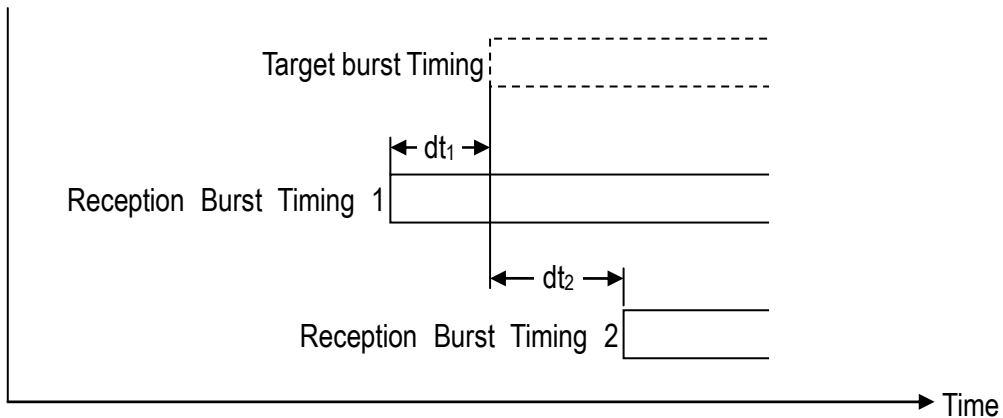 Target burst Timing
dt₁
Reception Burst Timing 1
dt₂
Reception Burst Timing 2
Time